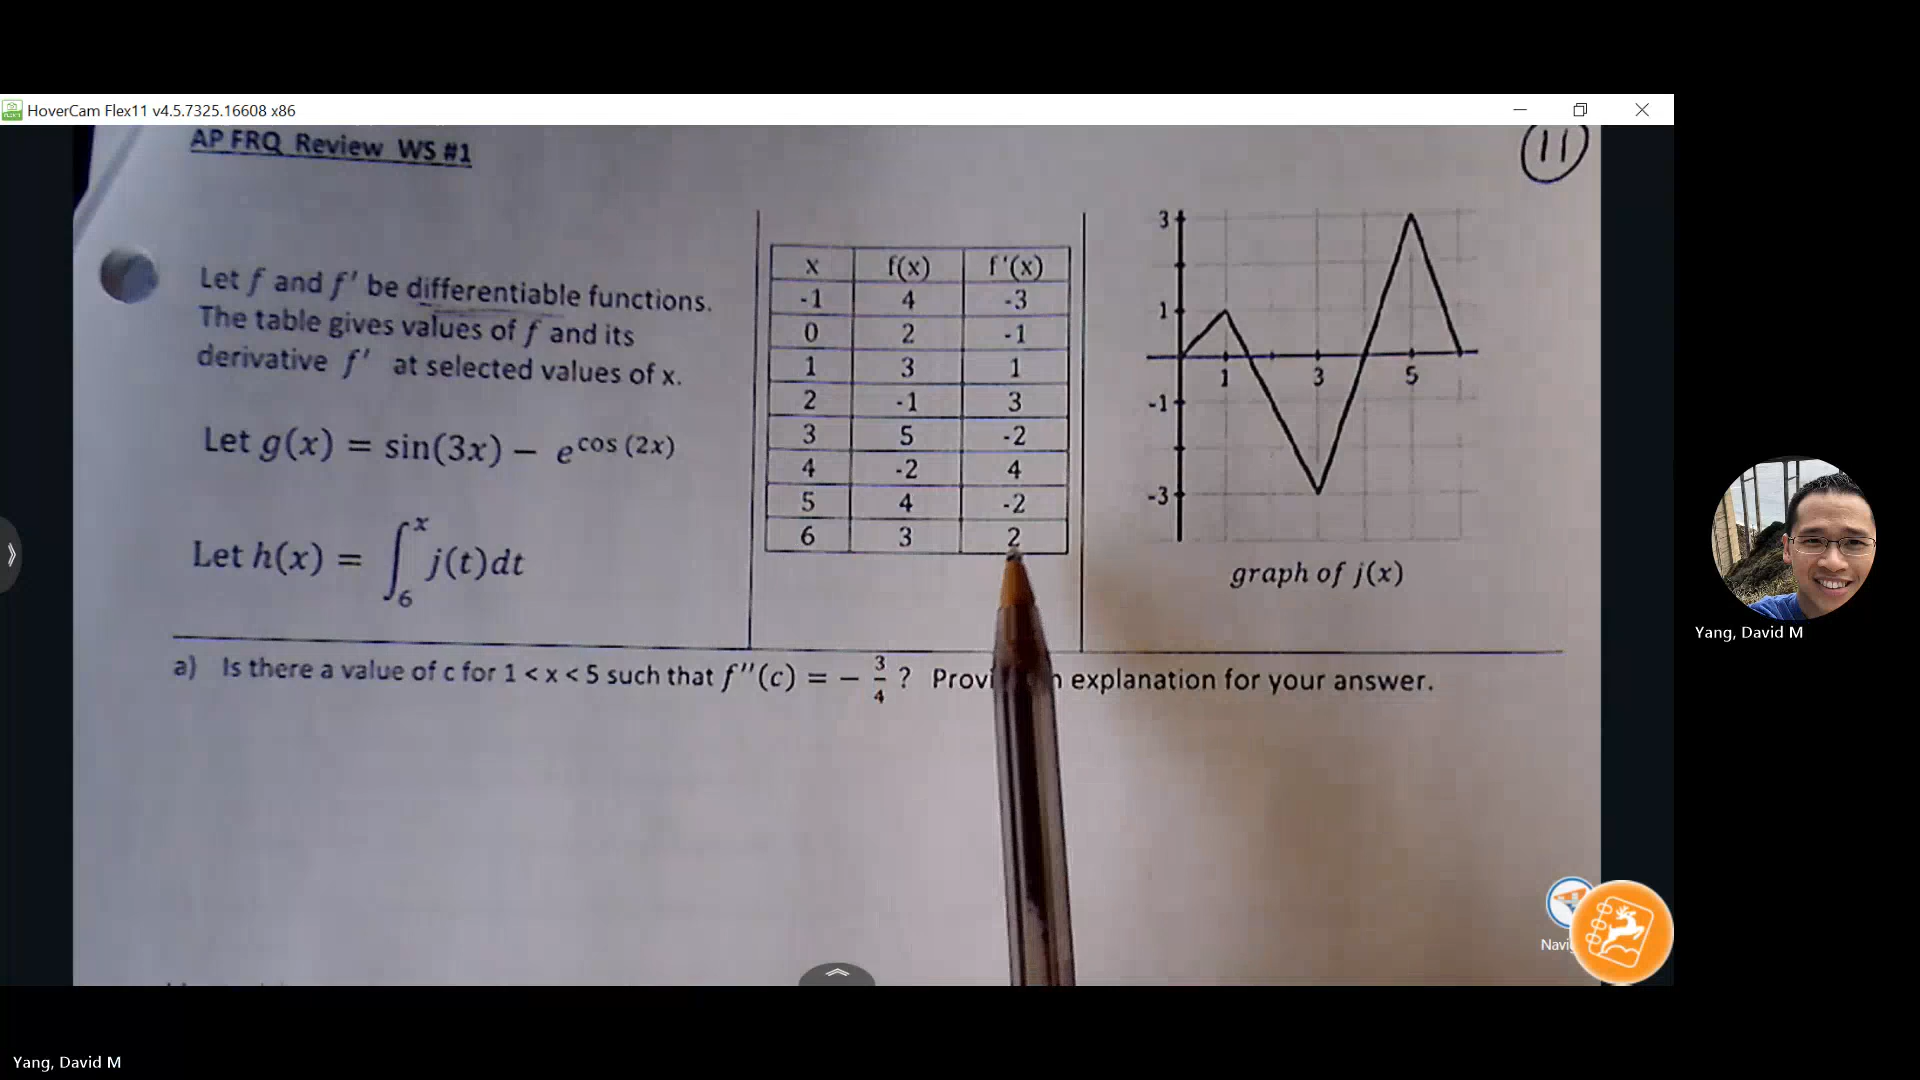 HoverCam Flex11 v4.5.7325.16608 x86
AP FRQ Review WS #1
11
Let f and f' be differentiable functions.
The table gives values of f and its
derivative f' at selected values of x.
Let g(x) = sin(3x) − e^cos (2x)
Let h(x) = ∫_6^x j(t)dt
x f(x) f'(x)
-1 4 -3
0 2 -1
1 3 1
2 -1 3
3 5 -2
4 -2 4
5 4 -2
6 3 2
3
1
-1
-3
1 3 5
graph of j(x)
a) Is there a value of c for 1 < x < 5 such that f''(c) = − 3/4 ? explanation for your answer.
Yang, David M
Yang, David M